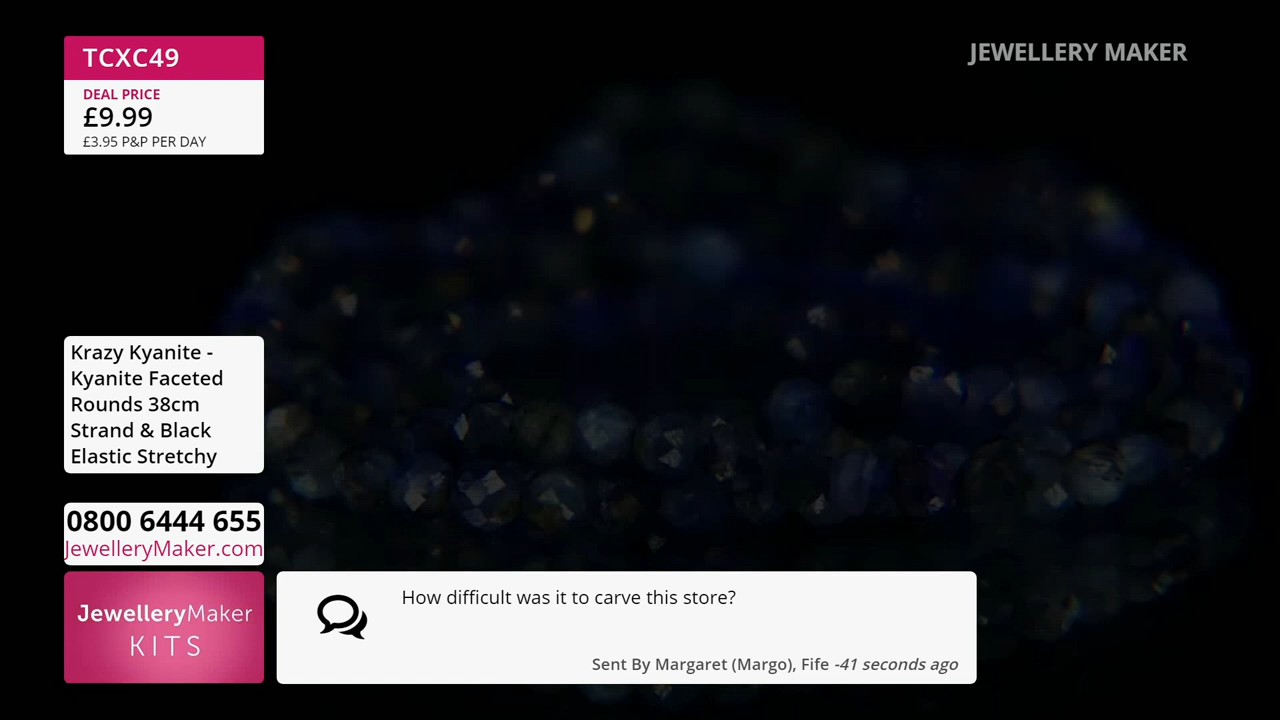 TCXC49
DEAL PRICE
£9.99
£3.95 P&P PER DAY
JEWELLERY MAKER
Krazy Kyanite -
Kyanite Faceted
Rounds 38cm
Strand & Black
Elastic Stretchy
0800 6444 655
JewelleryMaker.com
JewelleryMaker
KITS
How difficult was it to carve this store?
Sent By Margaret (Margo), Fife -41 seconds ago